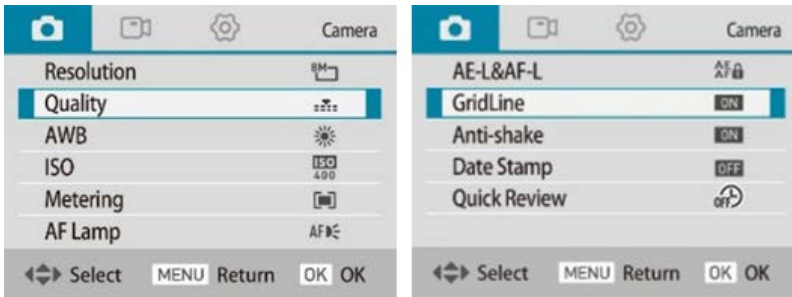 Camera
Resolution 8M
Quality
AWB
ISO ISO 400
Metering
AF Lamp AF
Select MENU Return OK OK
Camera
AE-L&AF-L AE AF
GridLine ON
Anti-shake ON
Date Stamp OFF
Quick Review OFF
Select MENU Return OK OK